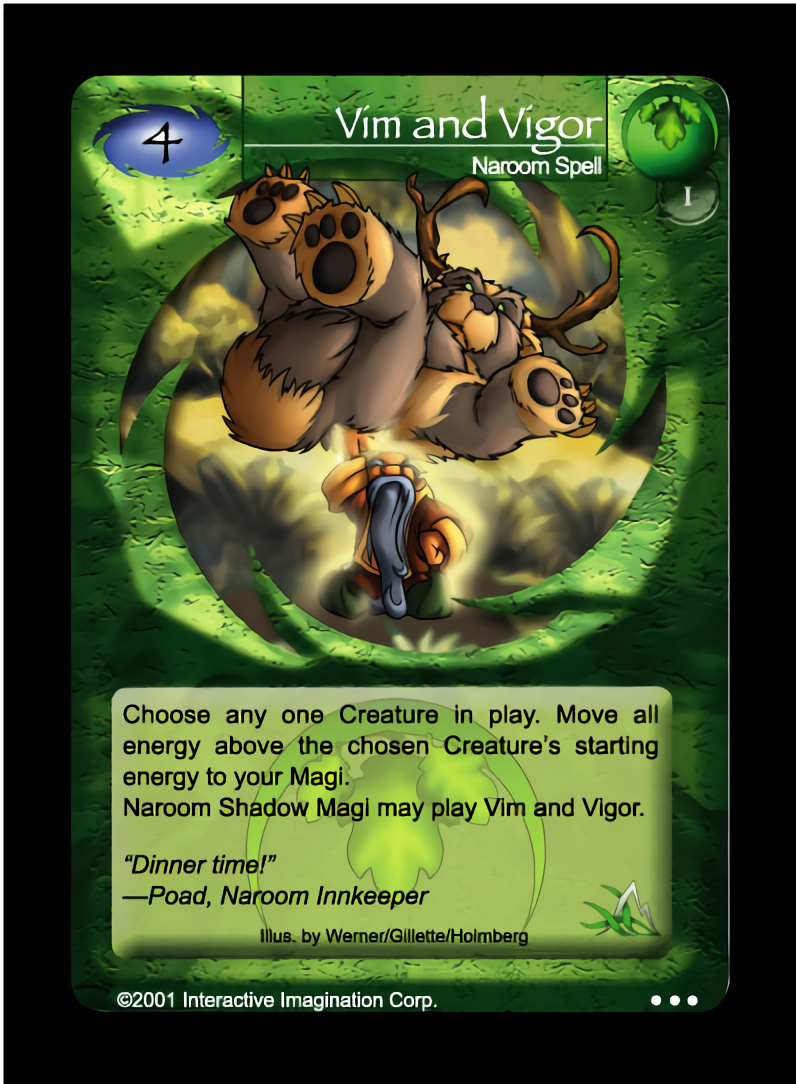 4
Vim and Vigor
Naroom Spell
I
Choose any one Creature in play. Move all
energy above the chosen Creature's starting
energy to your Magi.
Naroom Shadow Magi may play Vim and Vigor.
“Dinner time!”
—Poad, Naroom Innkeeper
Illus. by Werner/Gillette/Holmberg
©2001 Interactive Imagination Corp.